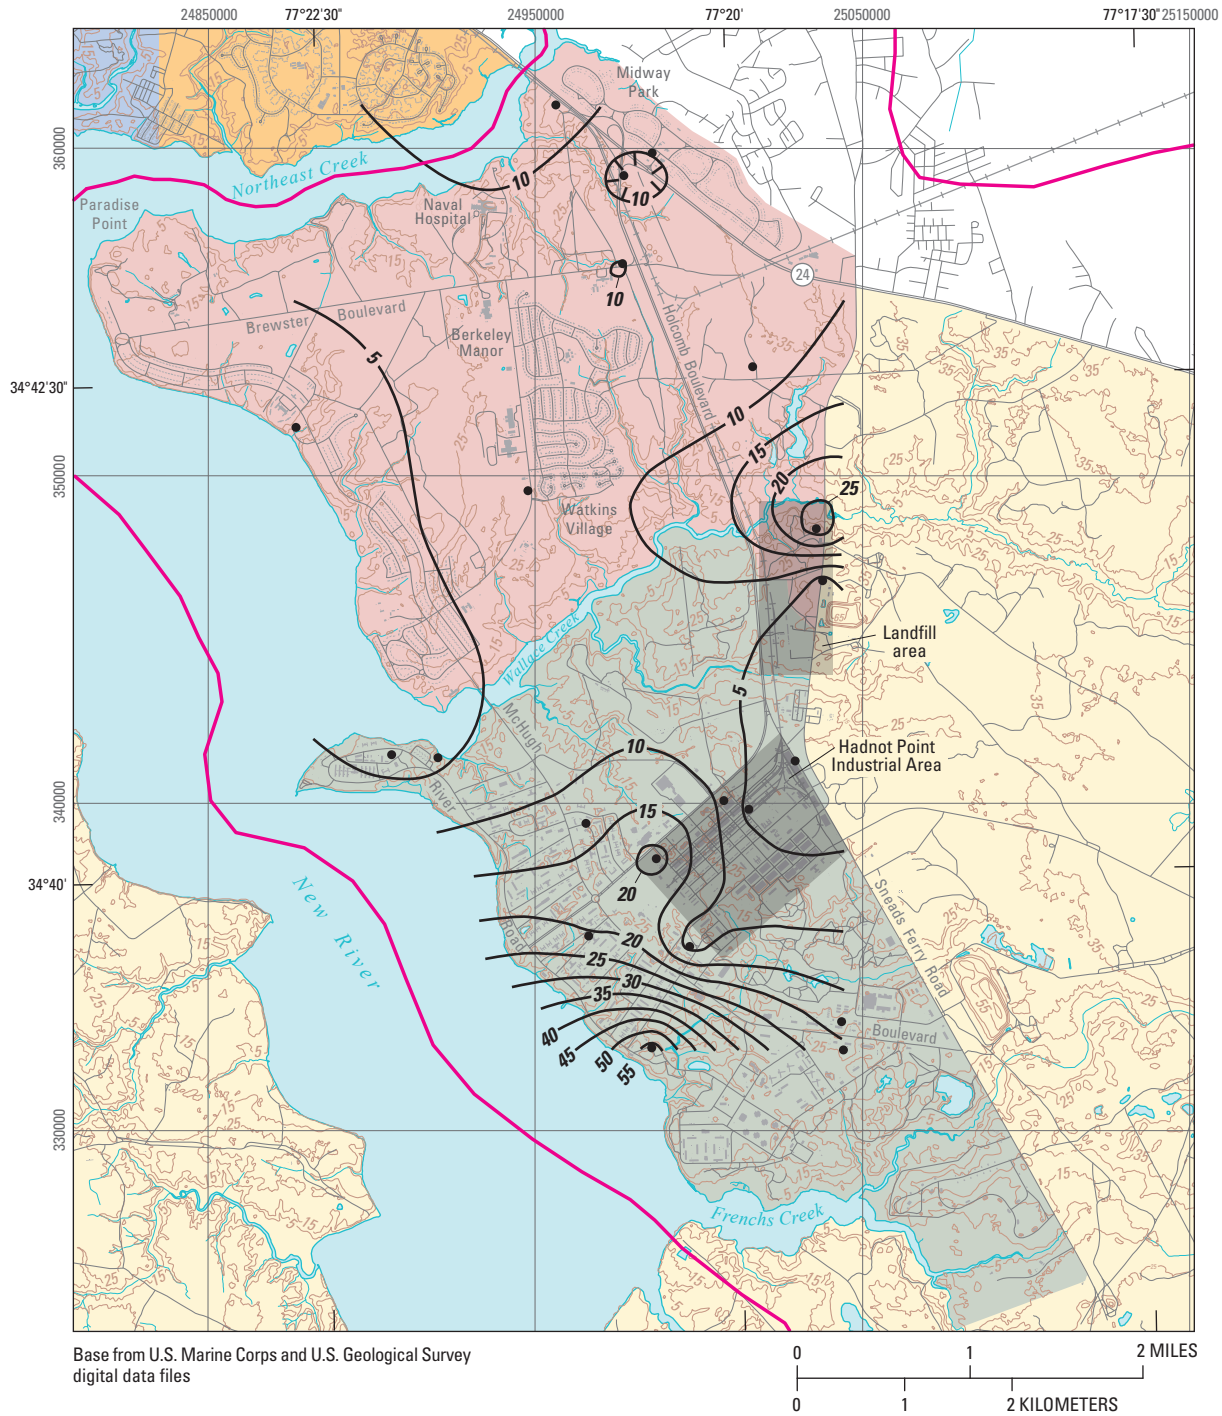 24850000
77°22'30"
24950000
77°20'
25050000
77°17'30"
25150000
Midway
Park
360000
Northeast Creek
10
Naval
Hospital
10
Paradise
Point
24
10
Brewster
Boulevard
Berkeley
Manor
Holcomb Boulevard
5
34°42'30"
10
15
20
25
350000
Watkins
Village
Wallace Creek
Landfill
area
65
5
McHugh
10
Hadnot Point
Industrial Area
River
340000
15
34°40'
20
New River
Sneads Ferry Road
Road
20
25
30
35
55
40
45
50
55
Boulevard
330000
Frenchs Creek
Base from U.S. Marine Corps and U.S. Geological Survey
digital data files
0 1 2 MILES
0 1 2 KILOMETERS